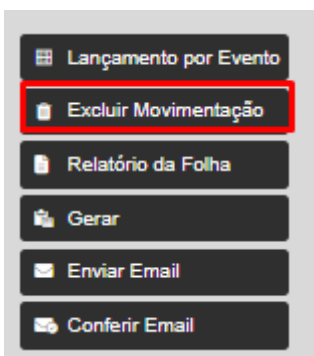 Lançamento por Evento
Excluir Movimentação
Relatório da Folha
Gerar
Enviar Email
Conferir Email